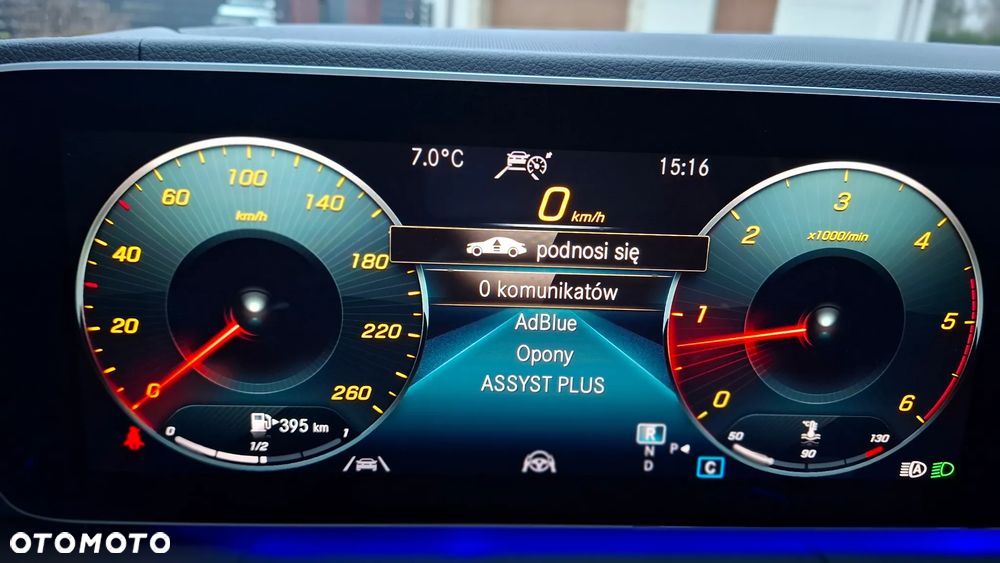 7.0°C
15:16
0 km/h
podnosi się
0 komunikatów
AdBlue
Opony
ASSYST PLUS
0 20 40 60 100 140 180 220 260
km/h
0 1 2 3 4 5 6
x1000/min
395 km
0 1/2 1
R
N
D
P
C
50 90 130
°C
A
OTOMOTO